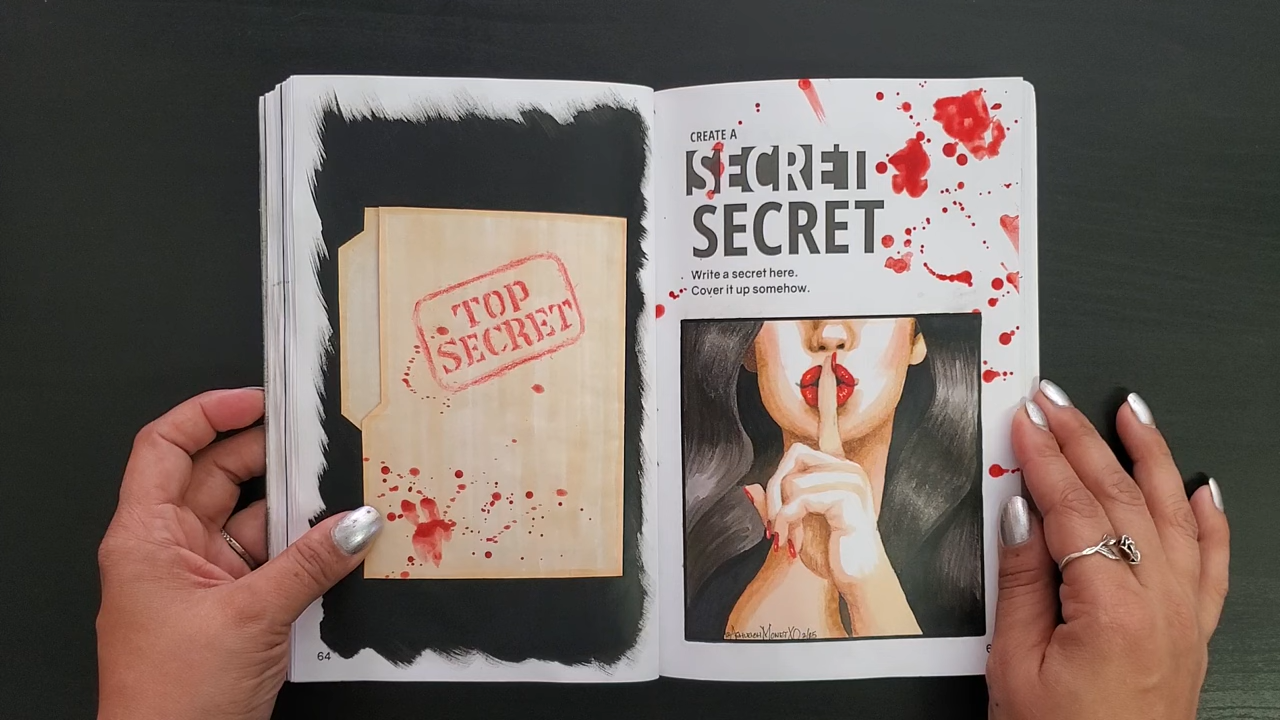 TOP
SECRET
64
CREATE A
SECRET
SECRET
Write a secret here.
Cover it up somehow.